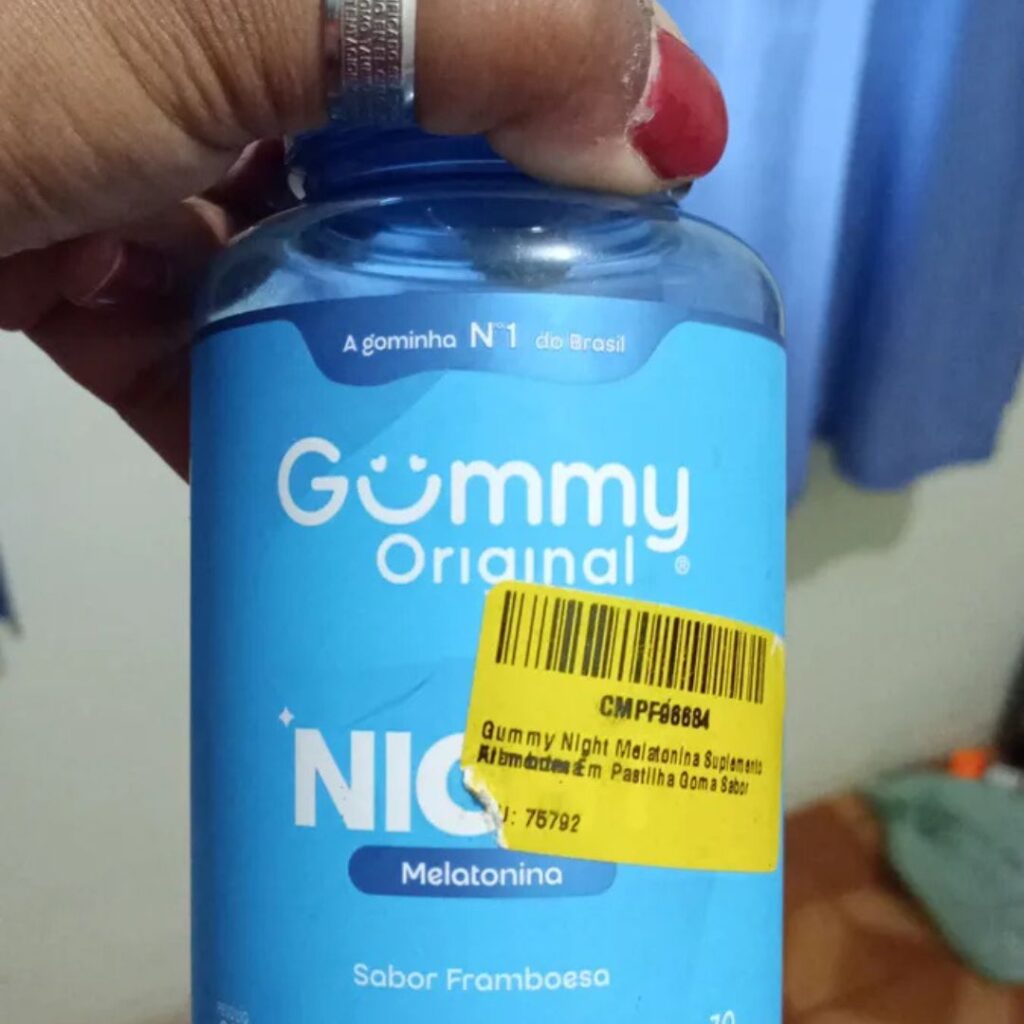 A gominha Nº1 do Brasil
Gummy
Original ®
CMPF96684
Gummy Night Melatonina Suplemento
Em Pastilha Goma Sabor
: 75792
NIG
Melatonina
Sabor Framboesa